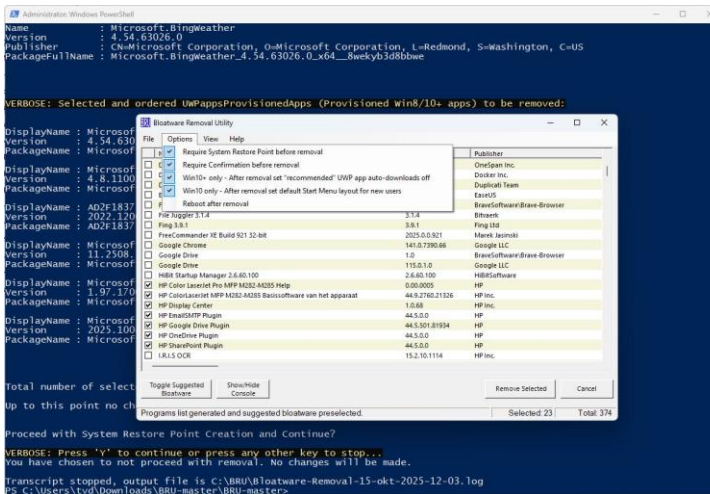 Administrator: Windows PowerShell
Name : Microsoft.BingWeather
Version : 4.54.63026.0
Publisher : CN=Microsoft Corporation, O=Microsoft Corporation, L=Redmond, S=Washington, C=US
PackageFullName : Microsoft.BingWeather_4.54.63026.0_x64__8wekyb3d8bbwe
VERBOSE: Selected and ordered UWPappsProvisionedApps (Provisioned Win8/10+ apps) to be removed:
Bloatware Removal Utility
File Options View Help
Require System Restore Point before removal
Require Confirmation before removal
Win10+ only - After removal set "recommended" UWP app auto-downloads off
Win10 only - After removal set default Start Menu layout for new users
Reboot after removal
Publisher
OneSpan Inc.
Docker Inc.
Duplicati Team
EaseUS
BraveSoftware\Brave-Browser
File Juggler 3.1.4 3.1.4 Bitvaerk
Fing 3.9.1 3.9.1 Fing Ltd
FreeCommander XE Build 921 32-bit 2025.0.0.921 Marek Jasinski
Google Chrome 141.0.7390.66 Google LLC
Google Drive 1.0 BraveSoftware\Brave-Browser
Google Drive 115.0.1.0 Google LLC
HiBit Startup Manager 2.6.60.100 2.6.60.100 HiBitSoftware
HP Color LaserJet Pro MFP M282-M285 Help 0.00.0005 HP
HP ColorLaserJet MFP M282-M285 Basissoftware van het apparaat 44.9.2760.21326 HP Inc.
HP Display Center 1.0.68 HP Inc.
HP EmailSMTP Plugin 44.5.0.0 HP
HP Google Drive Plugin 44.5.501.81934 HP
HP OneDrive Plugin 44.5.0.0 HP
HP SharePoint Plugin 44.5.0.0 HP
I.R.I.S OCR 15.2.10.1114 HP Inc.
Toggle Suggested Bloatware
Show/Hide Console
Remove Selected
Cancel
Programs list generated and suggested bloatware preselected. Selected: 23 Total: 374
DisplayName : Microsof
Version : 4.54.630
PackageName : Microsof
DisplayName : Microsof
Version : 4.8.1100
PackageName : Microsof
DisplayName : AD2F1837
Version : 2022.120
PackageName : AD2F1837
DisplayName : Microsof
Version : 11.2508.
PackageName : Microsof
DisplayName : Microsof
Version : 1.97.170
PackageName : Microsof
DisplayName : Microsof
Version : 2025.100
PackageName : Microsof
Total number of select
Up to this point no ch
Proceed with System Restore Point Creation and Continue?
VERBOSE: Press 'Y' to continue or press any other key to stop...
You have chosen to not proceed with removal. No changes will be made.
Transcript stopped, output file is C:\BRU\Bloatware-Removal-15-okt-2025-12-03.log
PS C:\Users\tvd\Downloads\BRU-master\BRU-master>